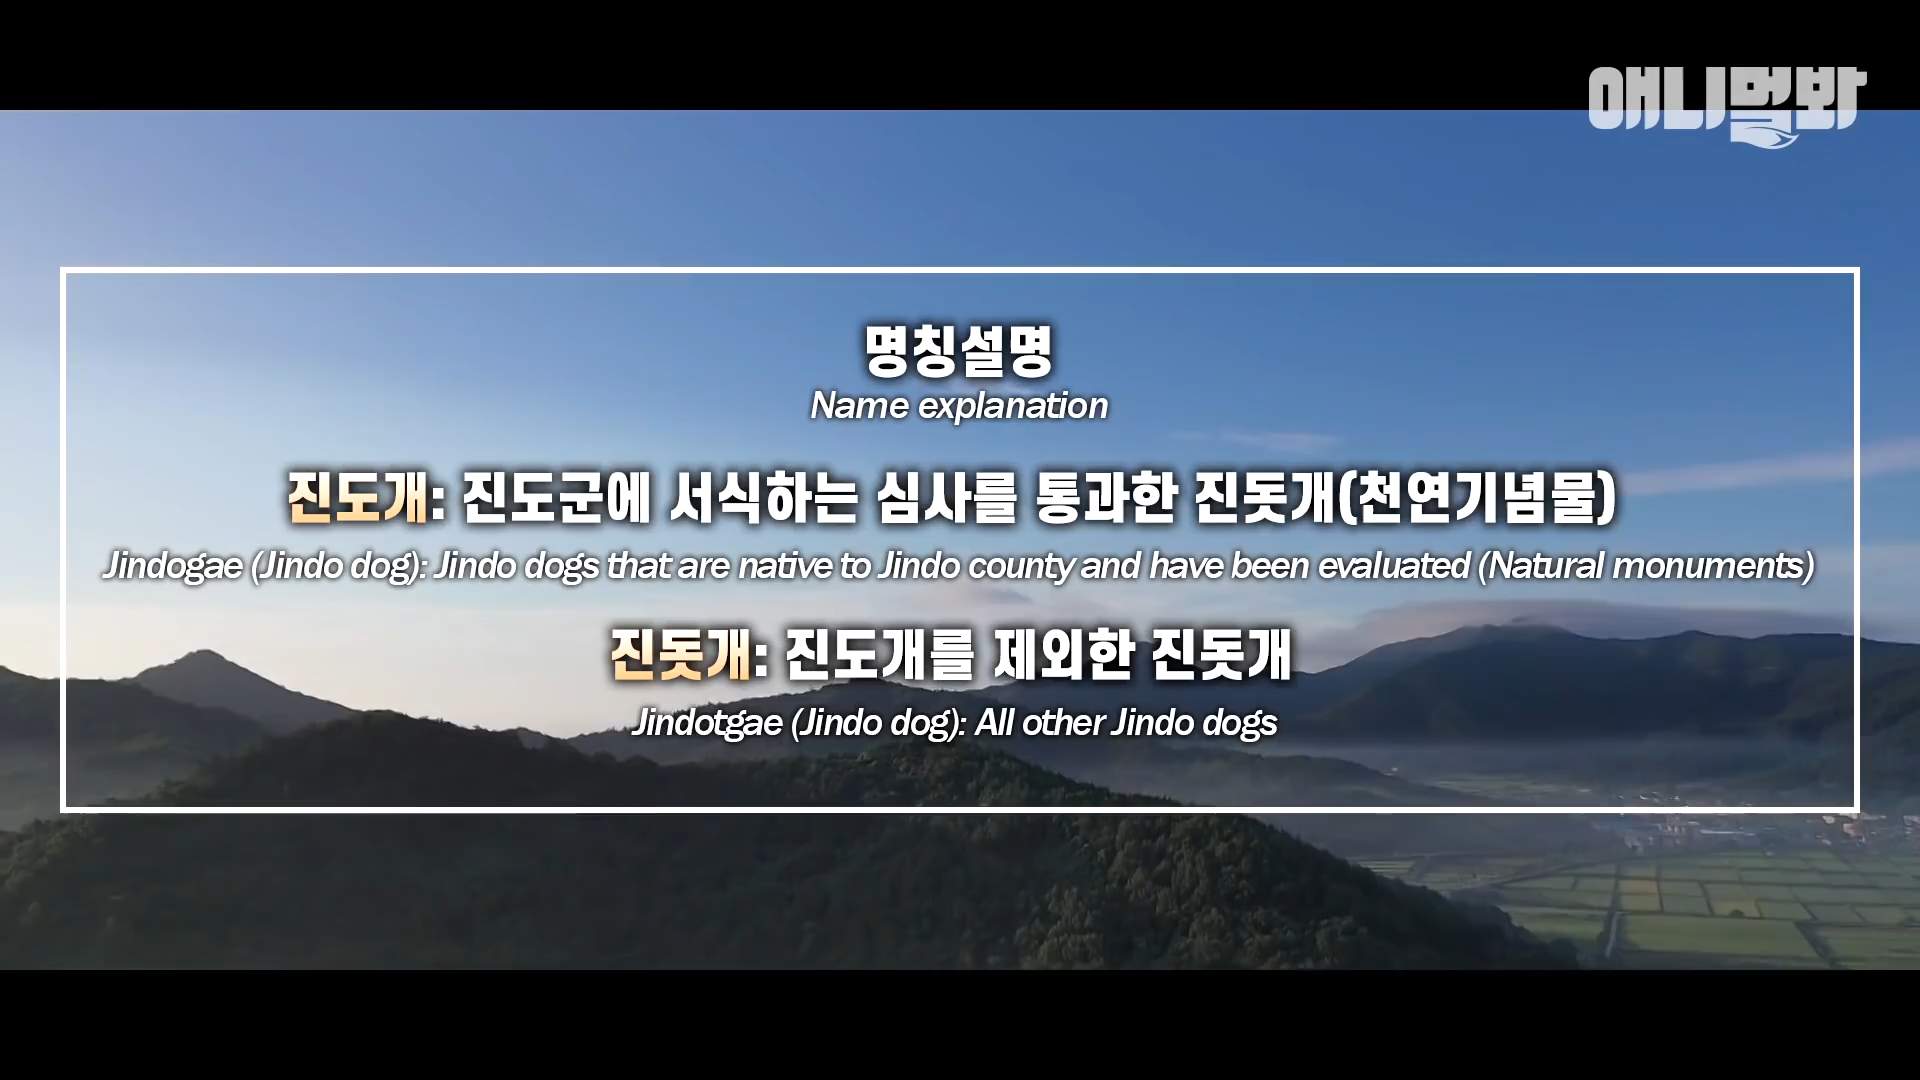 애니멀봐
명칭설명
Name explanation
진도개: 진도군에 서식하는 심사를 통과한 진돗개(천연기념물)
Jindogae (Jindo dog): Jindo dogs that are native to Jindo county and have been evaluated (Natural monuments)
진돗개: 진도개를 제외한 진돗개
Jindotgae (Jindo dog): All other Jindo dogs